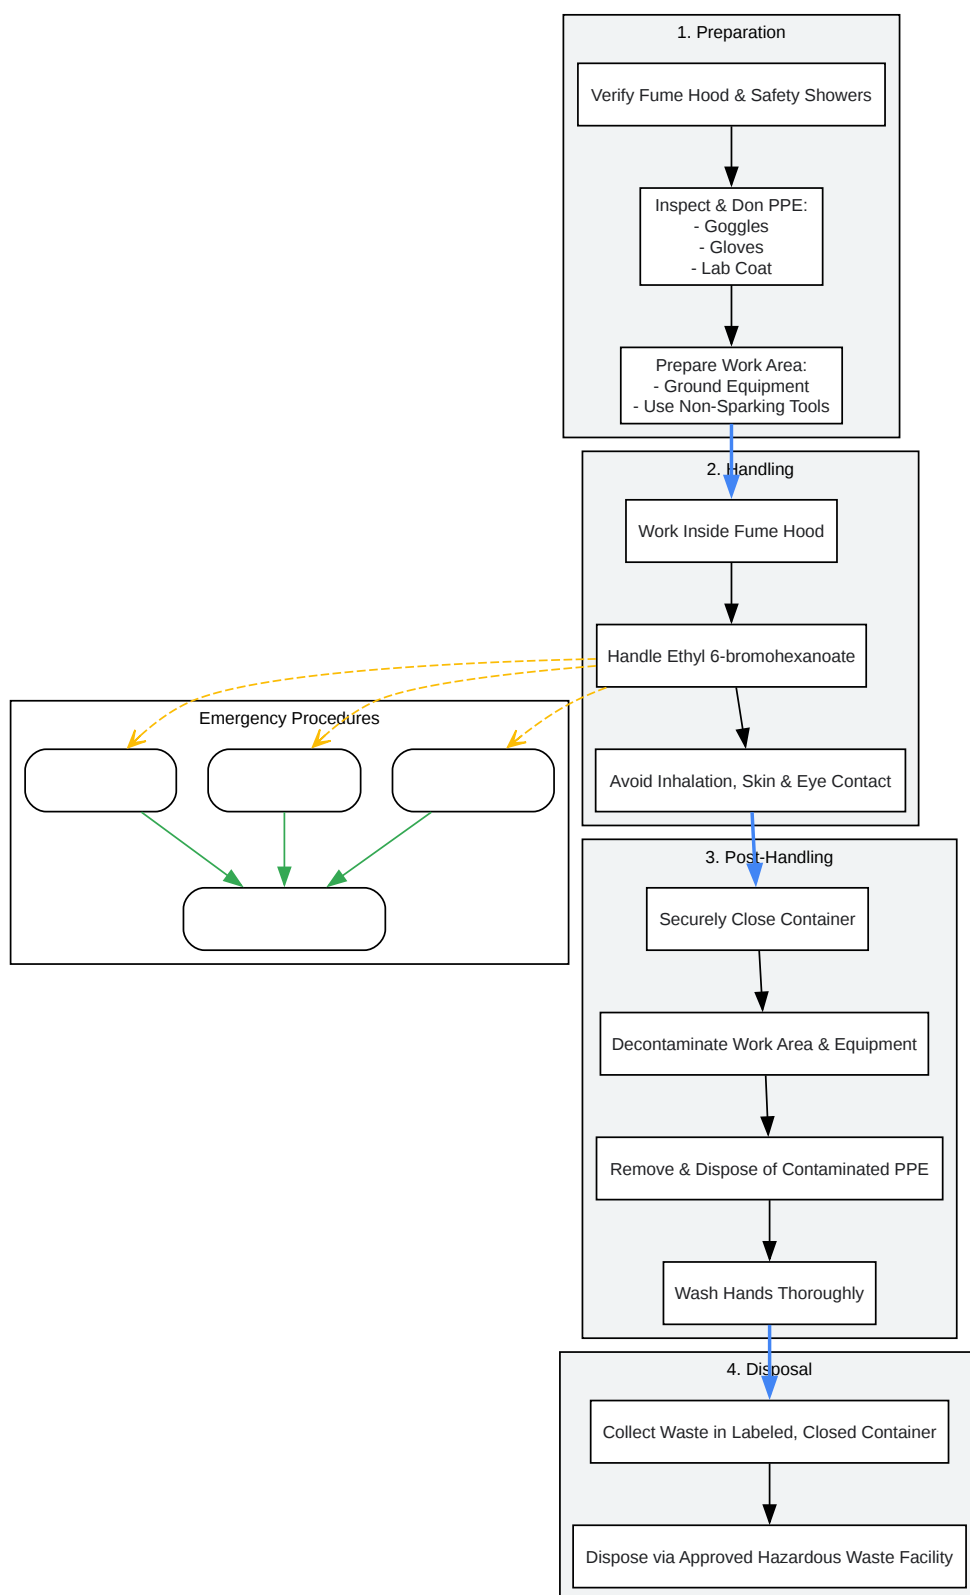 1. Preparation
Verify Fume Hood & Safety Showers
Inspect & Don PPE:
- Goggles
- Gloves
- Lab Coat
Prepare Work Area:
- Ground Equipment
- Use Non-Sparking Tools
2. Handling
Work Inside Fume Hood
Handle Ethyl 6-bromohexanoate
Emergency Procedures
Avoid Inhalation, Skin & Eye Contact
3. Post-Handling
Securely Close Container
Decontaminate Work Area & Equipment
Remove & Dispose of Contaminated PPE
Wash Hands Thoroughly
4. Disposal
Collect Waste in Labeled, Closed Container
Dispose via Approved Hazardous Waste Facility